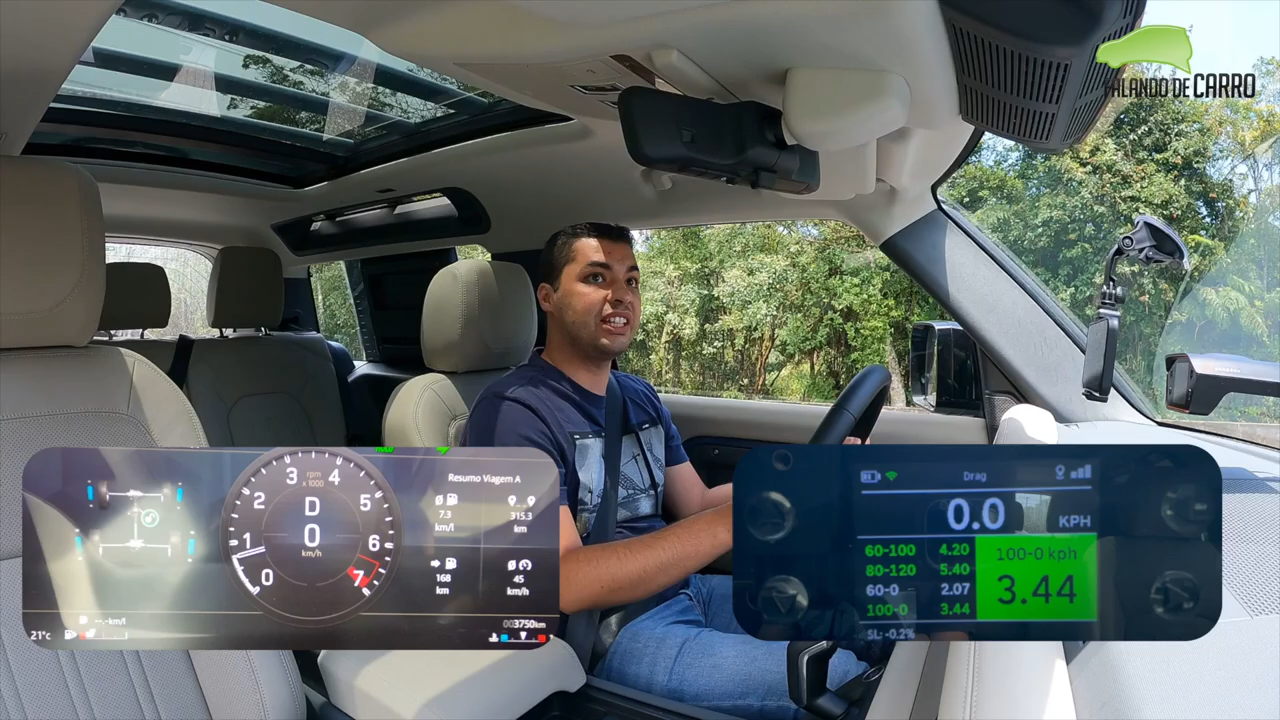 FALANDO DE CARRO
HOLD
3 rpm 4
x 1000
2 D 5
1 0 6
km/h
0 7
Resumo Viagem A
7.3 315.3
km/l km
168 45
km km/h
--.-km/l
21°c
003750km
Drag
0.0 KPH
60-100 4.20
80-120 5.40
60-0 2.07
100-0 3.44
100-0 kph
3.44
SL: -0.2%